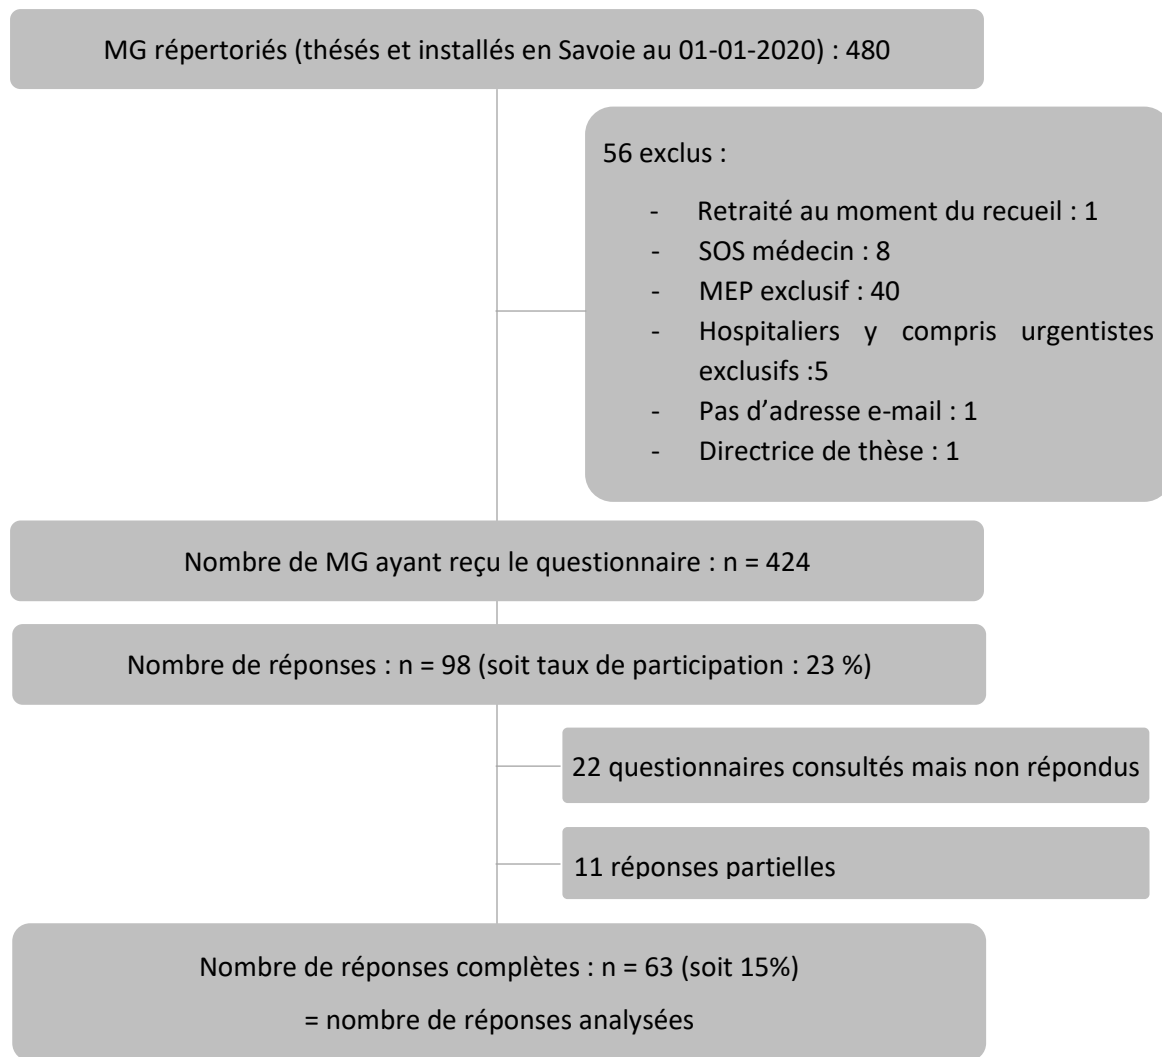 MG répertoriés (thésés et installés en Savoie au 01-01-2020) : 480
56 exclus :
- Retraité au moment du recueil : 1
- SOS médecin : 8
- MEP exclusif : 40
- Hospitaliers y compris urgentistes
exclusifs :5
- Pas d’adresse e-mail : 1
- Directrice de thèse : 1
Nombre de MG ayant reçu le questionnaire : n = 424
Nombre de réponses : n = 98 (soit taux de participation : 23 %)
22 questionnaires consultés mais non répondus
11 réponses partielles
Nombre de réponses complètes : n = 63 (soit 15%)
= nombre de réponses analysées